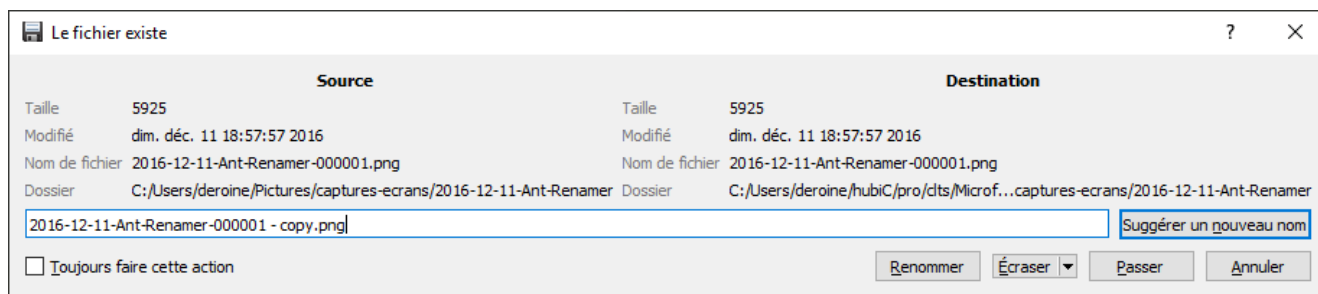 Le fichier existe
Source Destination
Taille 5925 Taille 5925
Modifié dim. déc. 11 18:57:57 2016 Modifié dim. déc. 11 18:57:57 2016
Nom de fichier 2016-12-11-Ant-Renamer-000001.png Nom de fichier 2016-12-11-Ant-Renamer-000001.png
Dossier C:/Users/deroine/Pictures/captures-ecrans/2016-12-11-Ant-Renamer Dossier C:/Users/deroine/hubiC/pro/clts/Microf...captures-ecrans/2016-12-11-Ant-Renamer
2016-12-11-Ant-Renamer-000001 - copy.png Suggérer un nouveau nom
Toujours faire cette action Renommer Écraser Passer Annuler